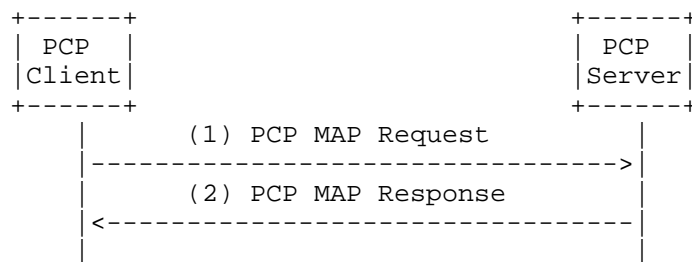 PCP PCP
Client Server
(1) PCP MAP Request
(2) PCP MAP Response